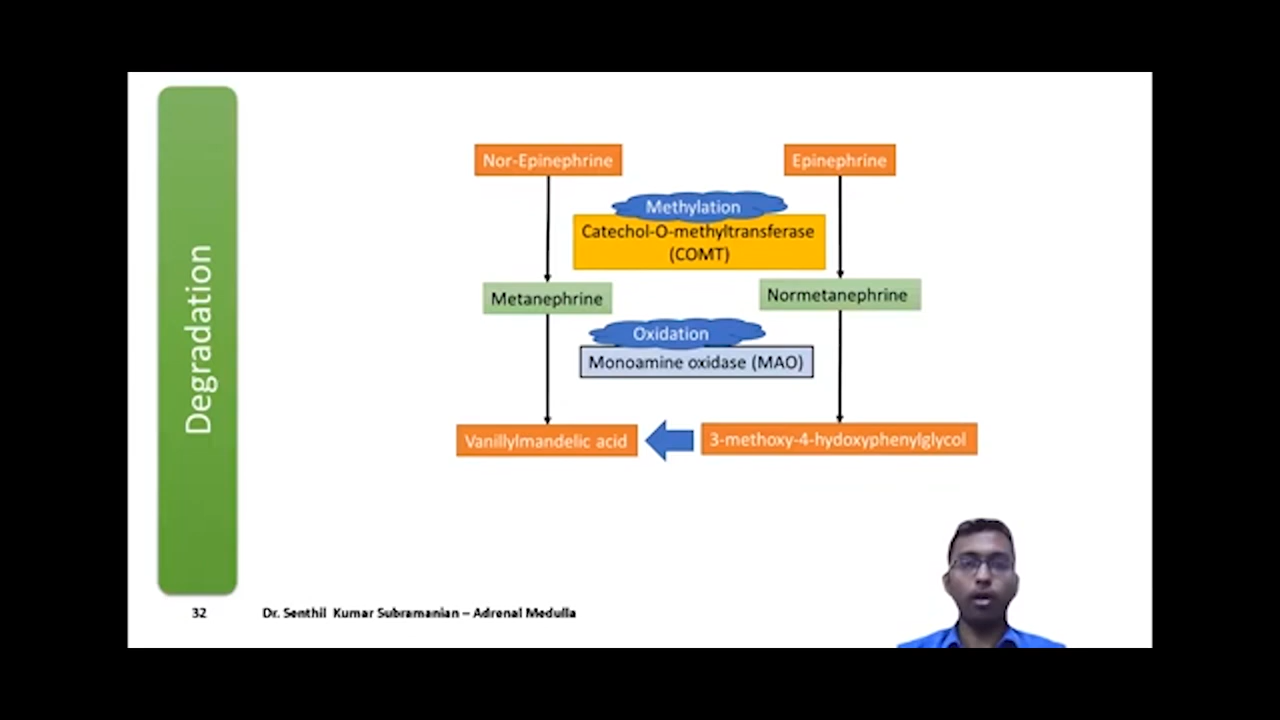 Degradation
Nor-Epinephrine
Epinephrine
Methylation
Catechol-O-methyltransferase
(COMT)
Metanephrine
Normetanephrine
Oxidation
Monoamine oxidase (MAO)
Vanillylmandelic acid
3-methoxy-4-hydoxyphenylglycol
32
Dr. Senthil Kumar Subramanian – Adrenal Medulla